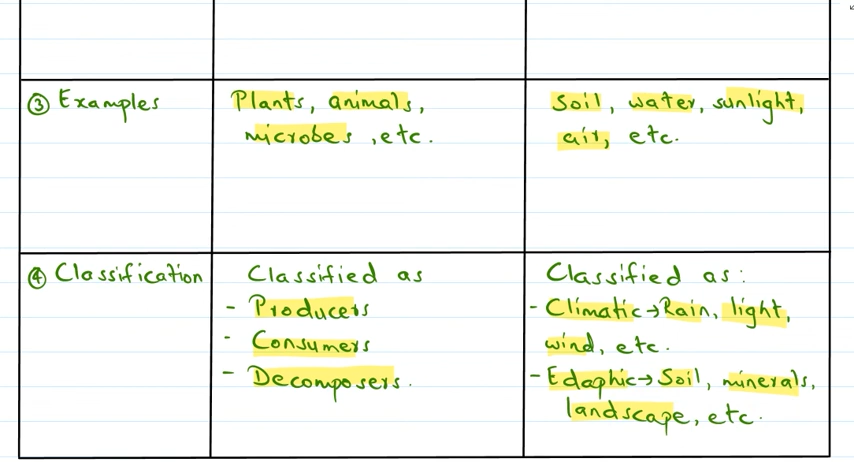 ③ Examples
Plants, animals,
microbes, etc.
Soil, water, sunlight,
air, etc.
④ Classification
Classified as
- Producers
- Consumers
- Decomposers.
Classified as:
- Climatic→Rain, light,
wind, etc.
- Edaphic→Soil, minerals,
landscape, etc.